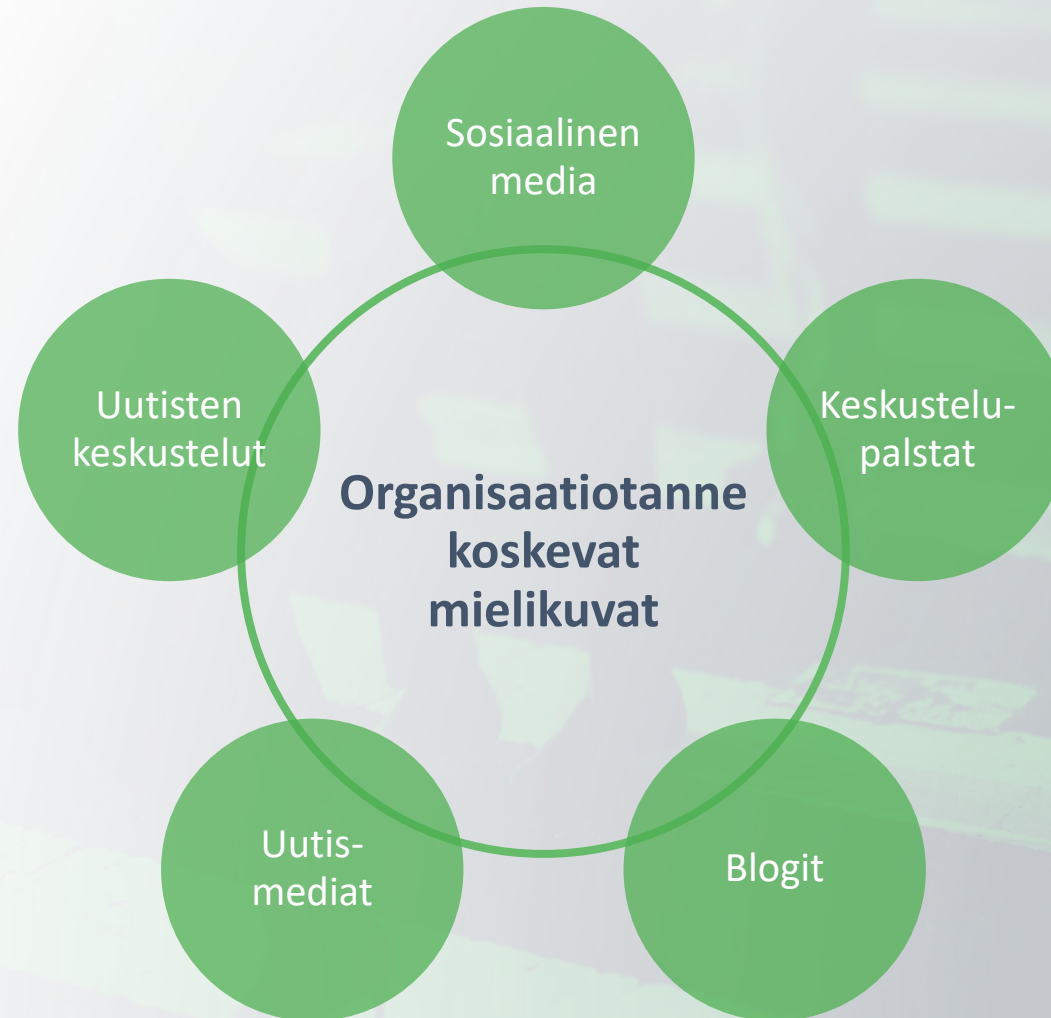 Sosiaalinen
media
Uutisten
keskustelut
Keskustelu-
palstat
Organisaatiotanne
koskevat
mielikuvat
Uutis-
mediat
Blogit